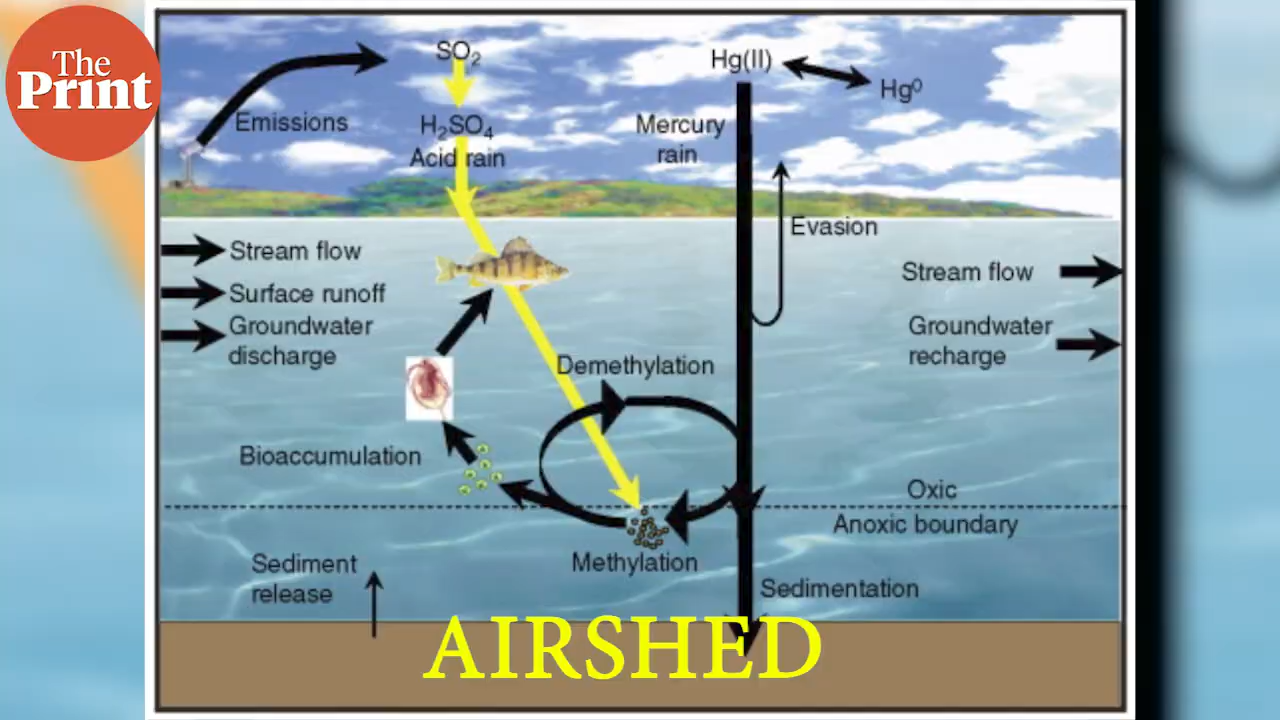 The
Print
SO₂
Hg(II)
Hg⁰
Emissions
H₂SO₄
Acid rain
Mercury
rain
Evasion
Stream flow
Surface runoff
Groundwater
discharge
Stream flow
Groundwater
recharge
Demethylation
Bioaccumulation
Oxic
Anoxic boundary
Methylation
Sediment
release
Sedimentation
AIRSHED